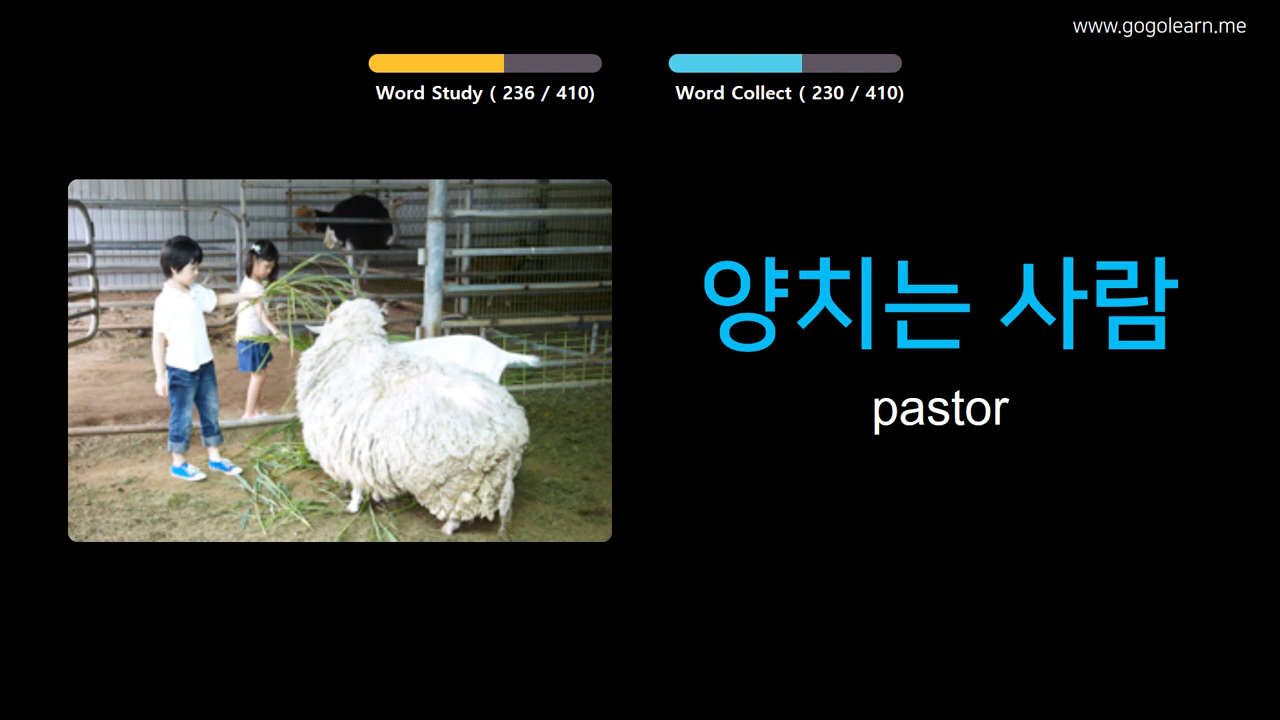 www.gogolearn.me
Word Study ( 236 / 410)
Word Collect ( 230 / 410)
양치는 사람
pastor